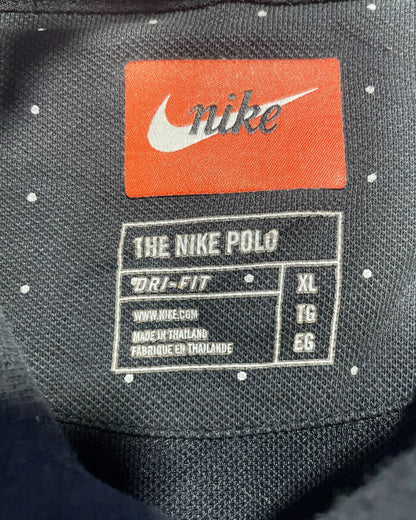 nike
THE NIKE POLO
DRI-FIT
XL
WWW.NIKE.COM
TG
MADE IN THAILAND
FABRIQUE EN THAILANDE
EG